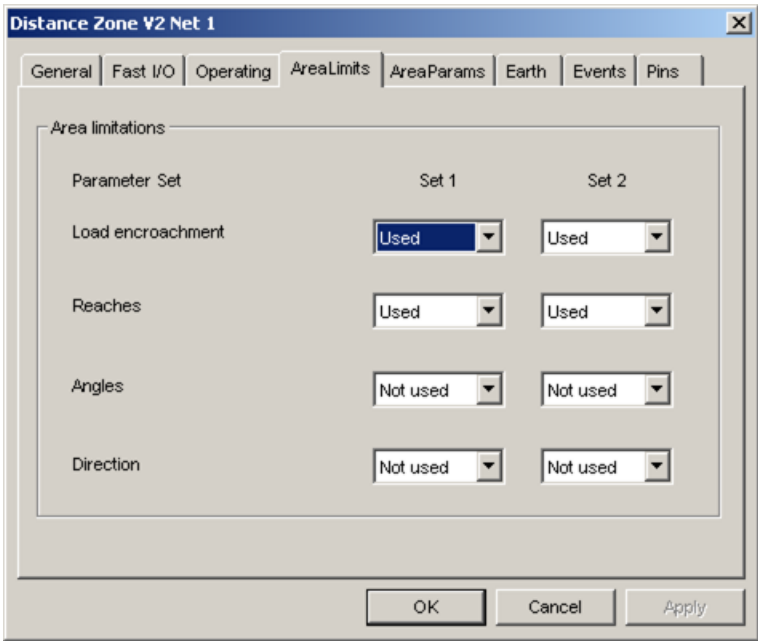 Distance Zone V2 Net 1
General Fast I/O Operating AreaLimits AreaParams Earth Events Pins
Area limitations
Parameter Set Set 1 Set 2
Load encroachment Used Used
Reaches Used Used
Angles Not used Not used
Direction Not used Not used
OK Cancel Apply